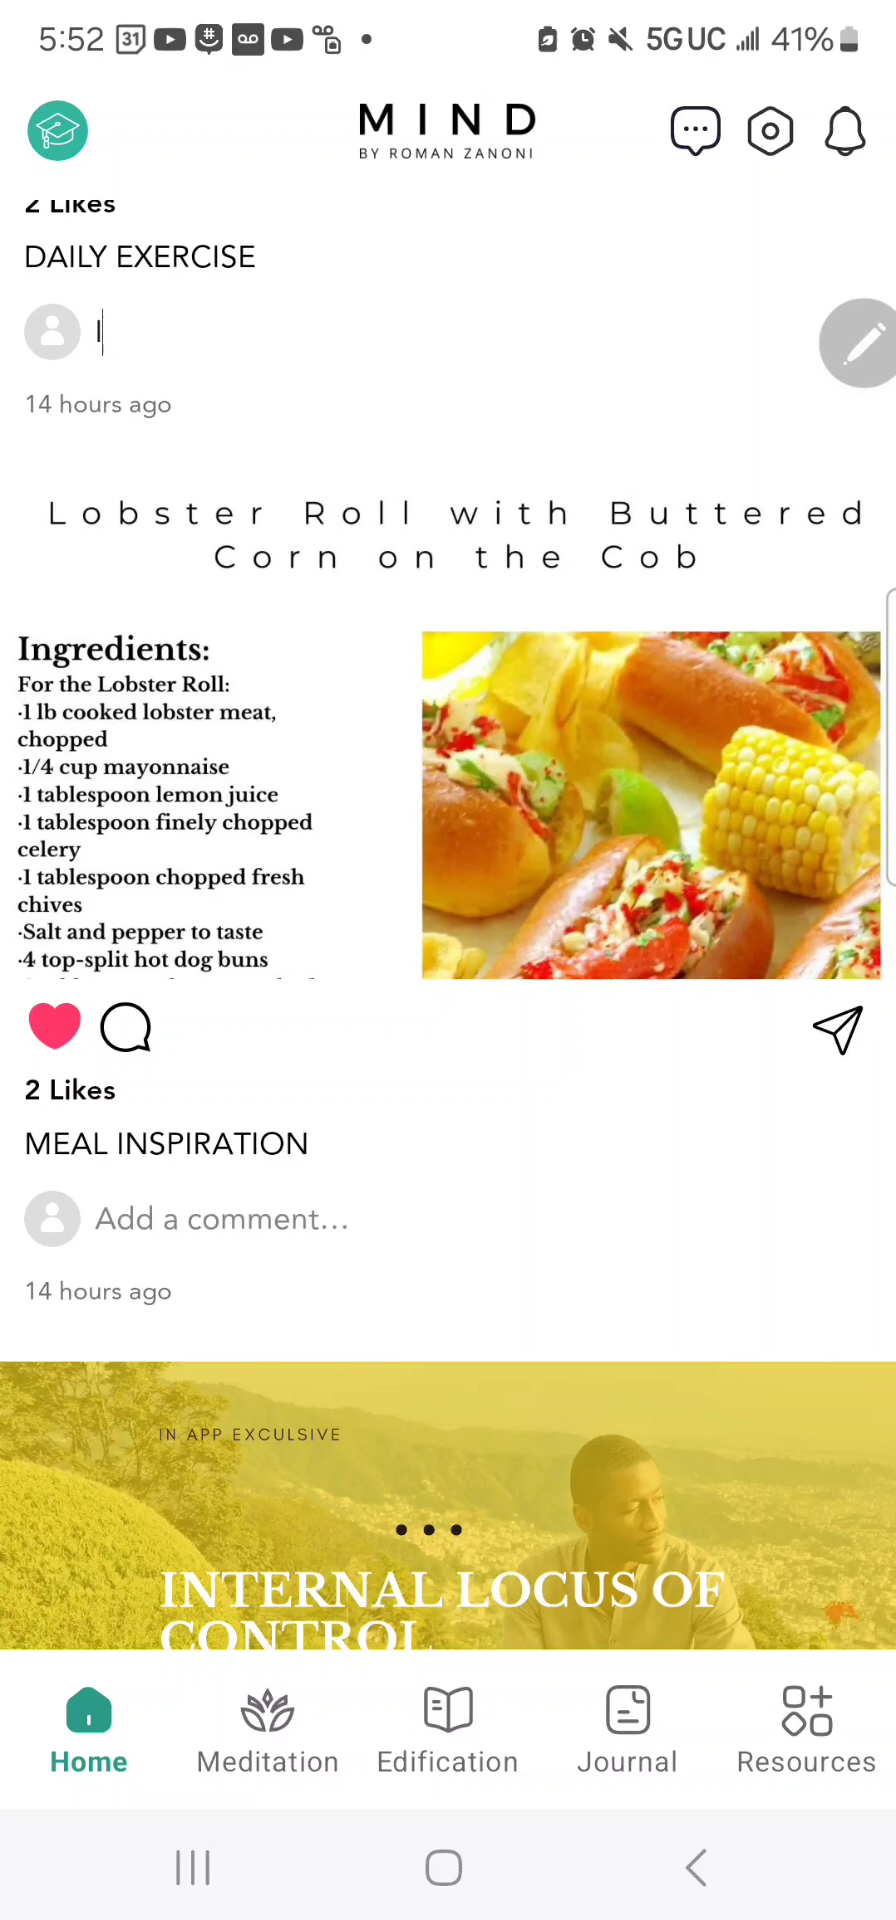 5:52 31 5G UC 41%
MIND
BY ROMAN ZANONI
2 Likes
DAILY EXERCISE
I
14 hours ago
Lobster Roll with Buttered
Corn on the Cob
Ingredients:
For the Lobster Roll:
·1 lb cooked lobster meat,
chopped
·1/4 cup mayonnaise
·1 tablespoon lemon juice
·1 tablespoon finely chopped
celery
·1 tablespoon chopped fresh
chives
·Salt and pepper to taste
·4 top-split hot dog buns
2 Likes
MEAL INSPIRATION
Add a comment...
14 hours ago
IN APP EXCULSIVE
INTERNAL LOCUS OF
CONTROL
Home Meditation Edification Journal Resources